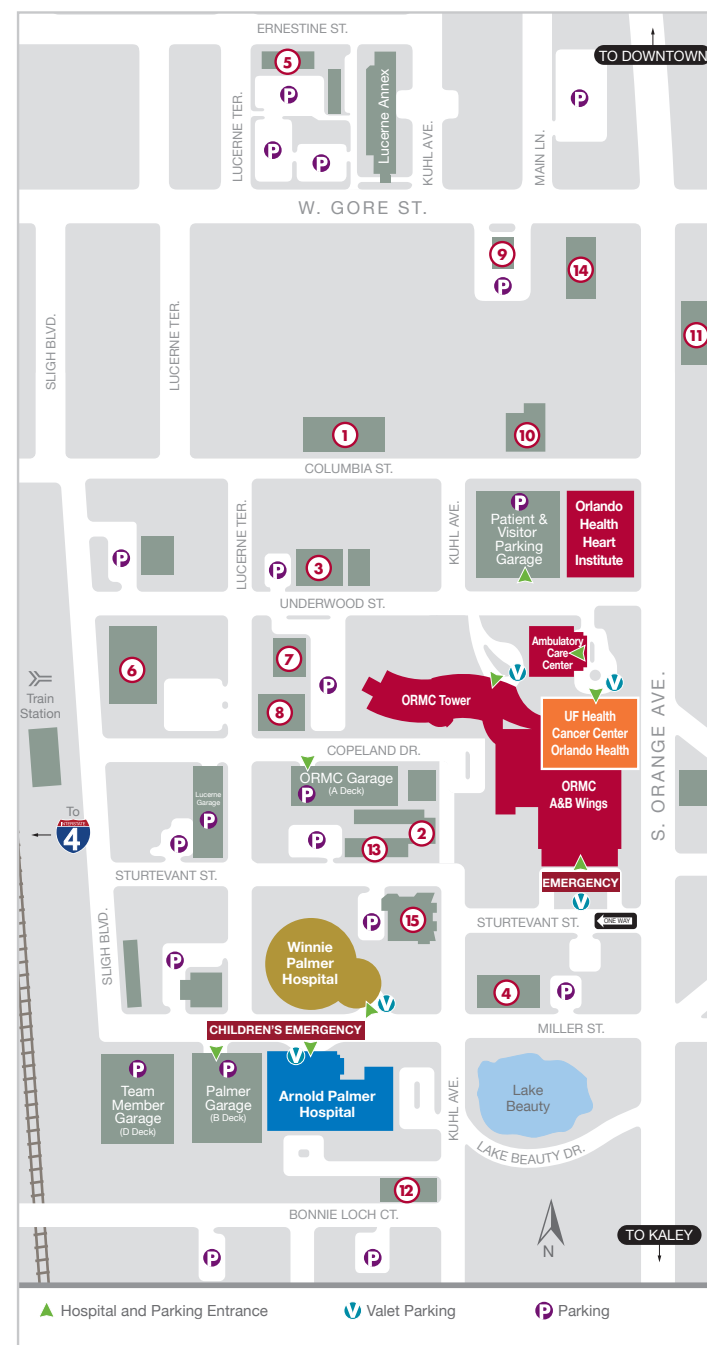 ERNESTINE ST.
TO DOWNTOWN
5
P
P
Lucerne Annex
LUCERNE TER.
KUHL AVE.
MAIN LN.
P
P
W. GORE ST.
9
14
P
SLIGH BLVD.
LUCERNE TER.
11
1
10
COLUMBIA ST.
P
Patient &
Visitor
Parking
Garage
Orlando
Health
Heart
Institute
LUCERNE TER.
KUHL AVE.
P
P
3
UNDERWOOD ST.
6
7
P
8
Ambulatory
Care
Center
V
V
ORMC Tower
UF Health
Cancer Center
Orlando Health
S. ORANGE AVE.
Train
Station
COPELAND DR.
ORMC Garage
(A Deck)
P
ORMC
A&B Wings
Lucerne
Garage
P
To
INTERSTATE
4
P
P
2
13
STURTEVANT ST.
EMERGENCY
V
15
P
STURTEVANT ST.
ONE WAY
SLIGH BLVD.
P
Winnie
Palmer
Hospital
4
P
V
CHILDREN'S EMERGENCY
MILLER ST.
V
P
Team
Member
Garage
(D Deck)
P
Palmer
Garage
(B Deck)
Arnold Palmer
Hospital
KUHL AVE.
Lake
Beauty
LAKE BEAUTY DR.
12
BONNIE LOCH CT.
N
TO KALEY
P
P
Hospital and Parking Entrance
V Valet Parking
P Parking